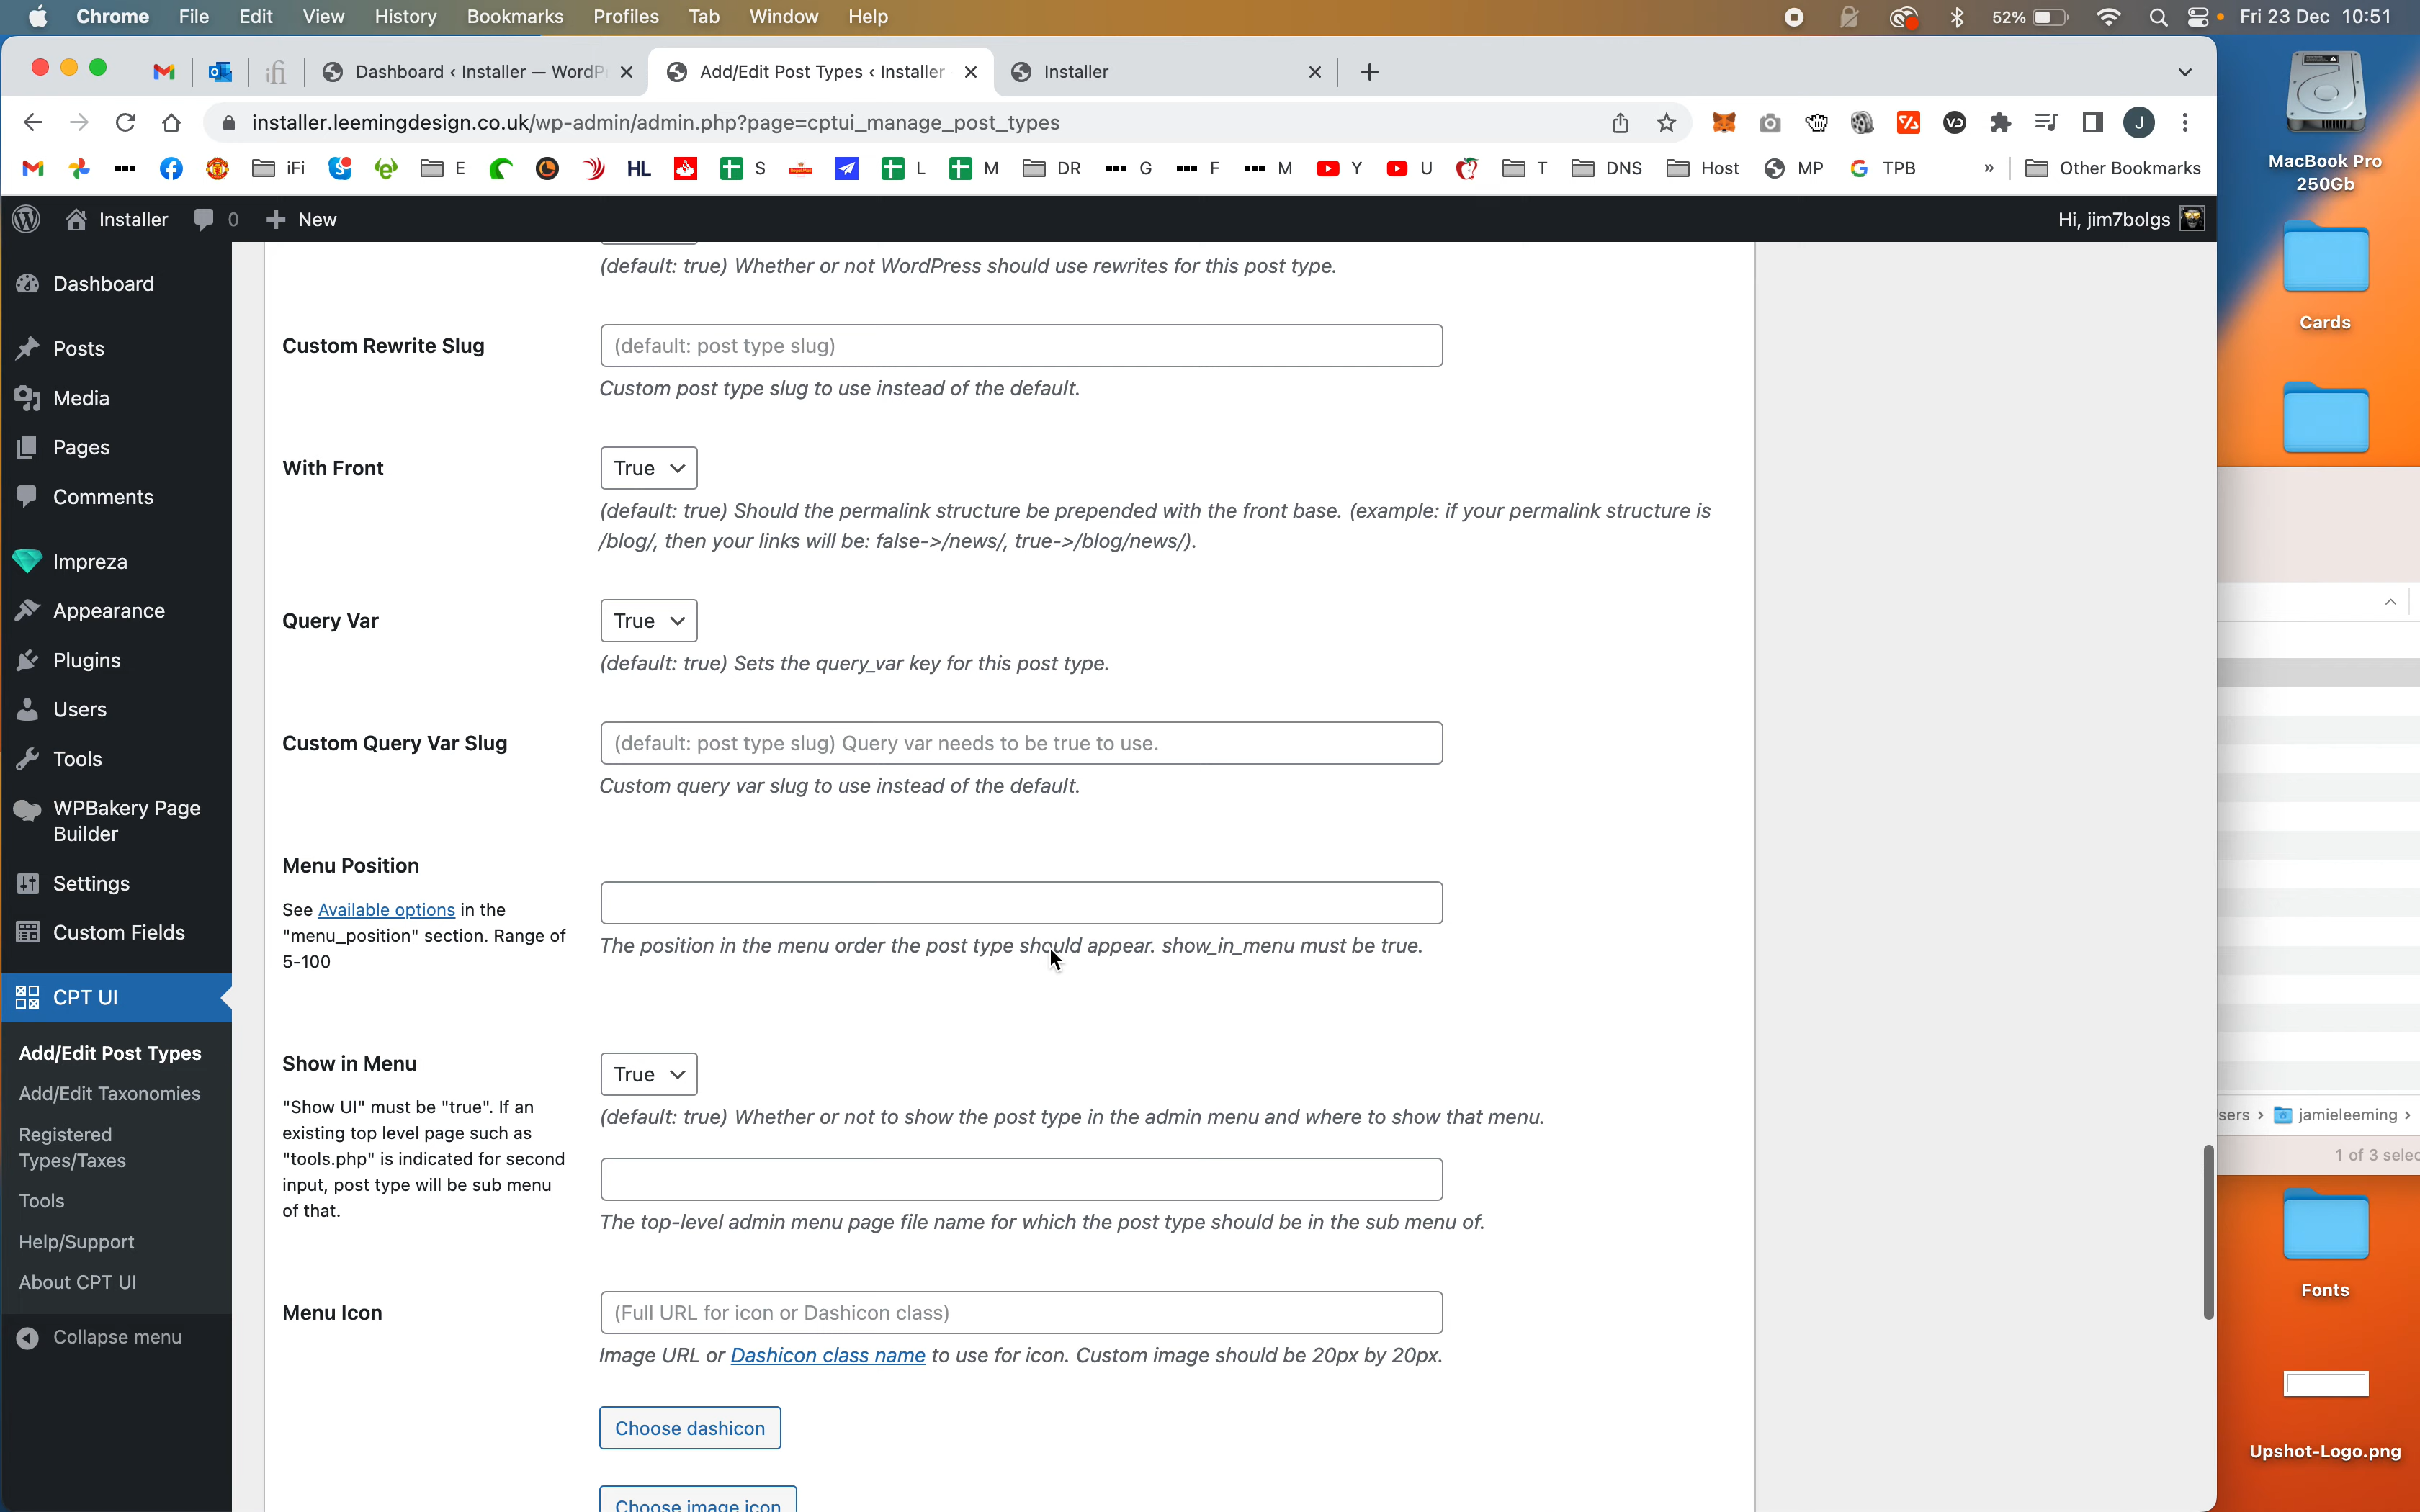 Chrome File Edit View History Bookmarks Profiles Tab Window Help 52% Fri 23 Dec 10:51
ifi Dashboard ‹ Installer — WordP Add/Edit Post Types ‹ Installer Installer
installer.leemingdesign.co.uk/wp-admin/admin.php?page=cptui_manage_post_types J
iFi E HL S L M DR G F M Y U T DNS Host MP TPB » Other Bookmarks
Installer 0 New Hi, jim7bolgs
Dashboard
Posts
Media
Pages
Comments
Impreza
Appearance
Plugins
Users
Tools
WPBakery Page
Builder
Settings
Custom Fields
CPT UI
Add/Edit Post Types
Add/Edit Taxonomies
Registered
Types/Taxes
Tools
Help/Support
About CPT UI
Collapse menu
(default: true) Whether or not WordPress should use rewrites for this post type.
Custom Rewrite Slug
(default: post type slug)
Custom post type slug to use instead of the default.
With Front
True
(default: true) Should the permalink structure be prepended with the front base. (example: if your permalink structure is
/blog/, then your links will be: false->/news/, true->/blog/news/).
Query Var
True
(default: true) Sets the query_var key for this post type.
Custom Query Var Slug
(default: post type slug) Query var needs to be true to use.
Custom query var slug to use instead of the default.
Menu Position
See Available options in the
"menu_position" section. Range of
5-100
The position in the menu order the post type should appear. show_in_menu must be true.
Show in Menu
"Show UI" must be "true". If an
existing top level page such as
"tools.php" is indicated for second
input, post type will be sub menu
of that.
True
(default: true) Whether or not to show the post type in the admin menu and where to show that menu.
The top-level admin menu page file name for which the post type should be in the sub menu of.
Menu Icon
(Full URL for icon or Dashicon class)
Image URL or Dashicon class name to use for icon. Custom image should be 20px by 20px.
Choose dashicon
Choose image icon
MacBook Pro
250Gb
Cards
sers › jamieleeming ›
1 of 3 selec
Fonts
Upshot-Logo.png